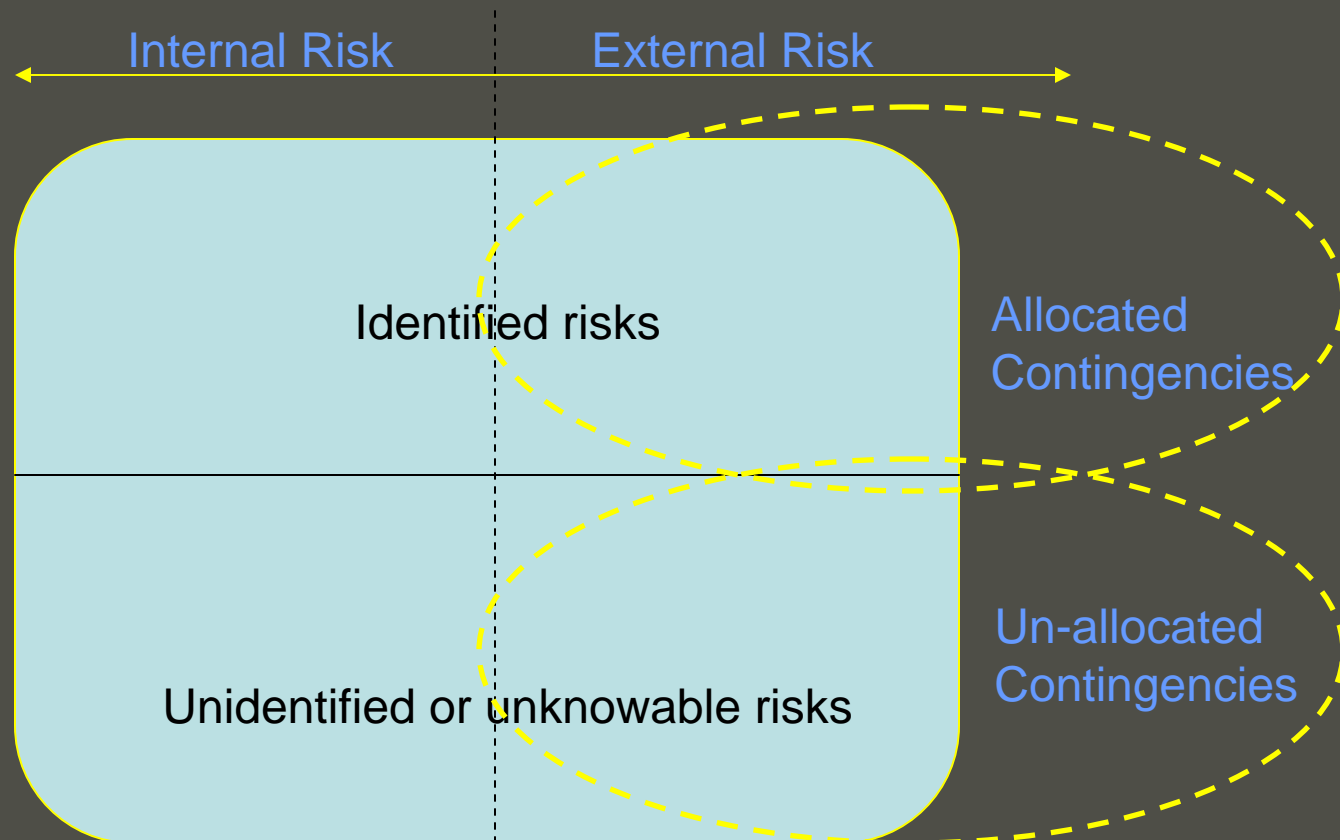 Internal Risk
External Risk
Identified risks
Allocated
Contingencies
Unidentified or unknowable risks
Un-allocated
Contingencies